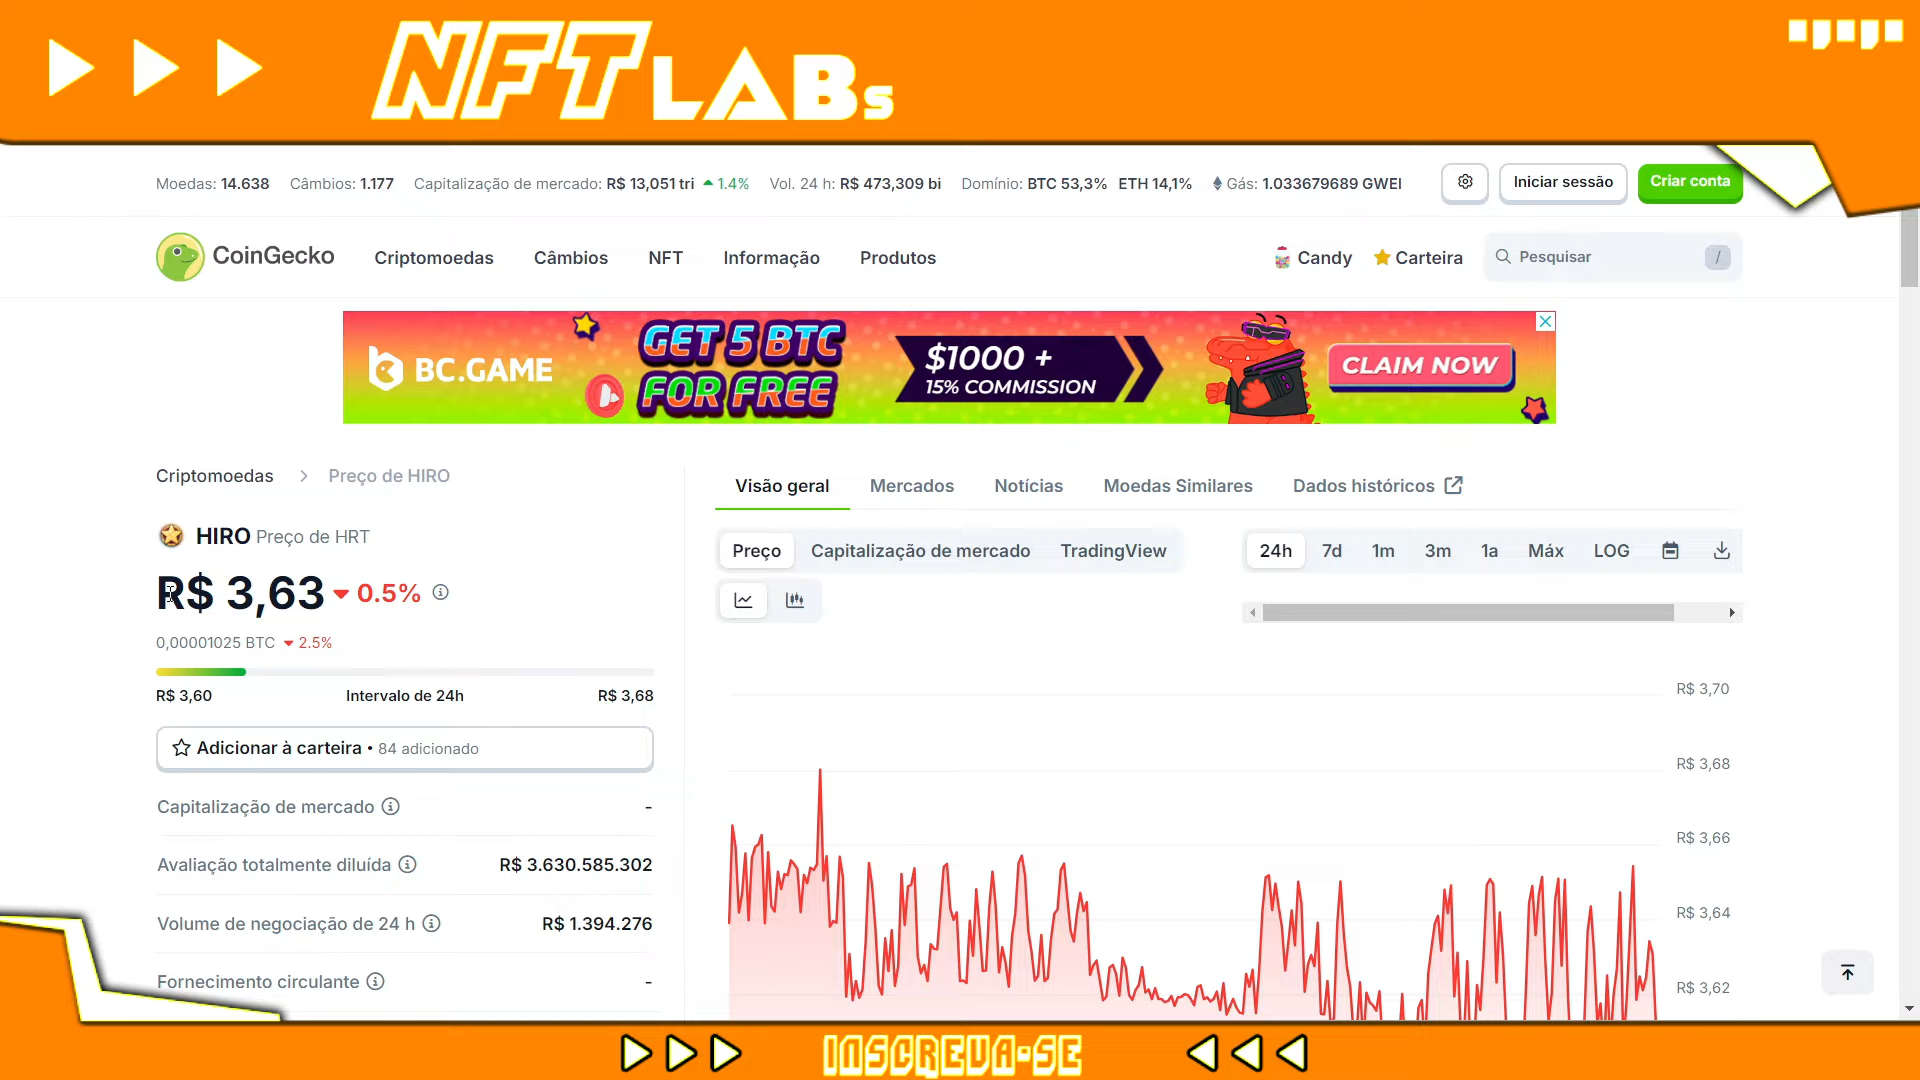 NFT LABs
Moedas: 14.638 Câmbios: 1.177 Capitalização de mercado: R$ 13,051 tri 1.4% Vol. 24 h: R$ 473,309 bi Domínio: BTC 53,3% ETH 14,1% Gás: 1.033679689 GWEI
Iniciar sessão
Criar conta
CoinGecko
Criptomoedas Câmbios NFT Informação Produtos
Candy Carteira
Pesquisar /
BC.GAME
GET 5 BTC
FOR FREE
$1000 +
15% COMMISSION
CLAIM NOW
Criptomoedas > Preço de HIRO
HIRO Preço de HRT
R$ 3,63 0.5%
0,00001025 BTC 2.5%
R$ 3,60 Intervalo de 24h R$ 3,68
Adicionar à carteira • 84 adicionado
Capitalização de mercado -
Avaliação totalmente diluída R$ 3.630.585.302
Volume de negociação de 24 h R$ 1.394.276
Fornecimento circulante -
Visão geral Mercados Notícias Moedas Similares Dados históricos
Preço Capitalização de mercado TradingView
24h 7d 1m 3m 1a Máx LOG
R$ 3,70
R$ 3,68
R$ 3,66
R$ 3,64
R$ 3,62
INSCREVA-SE